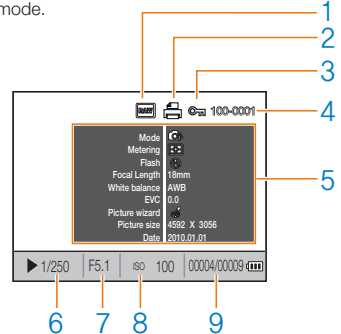 mode.
1
2
3
RAW 100-0001 4
Mode
Metering
Flash
Focal Length 18mm
White balance AWB
EVC 0.0
Picture wizard
Picture size 4592 X 3056
Date 2010.01.01
5
1/250 F5.1 ISO 100 00004/00009
6 7 8 9